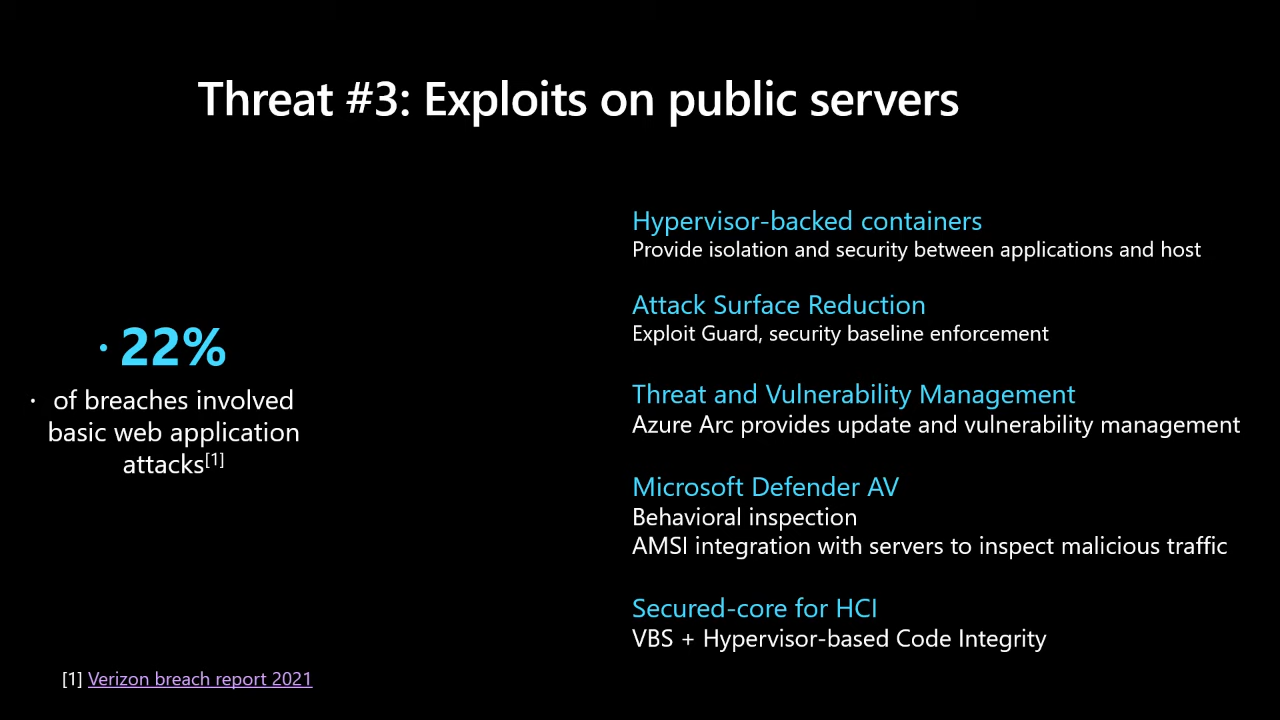 Threat #3: Exploits on public servers
· 22%
· of breaches involved
basic web application
attacks[1]
Hypervisor-backed containers
Provide isolation and security between applications and host
Attack Surface Reduction
Exploit Guard, security baseline enforcement
Threat and Vulnerability Management
Azure Arc provides update and vulnerability management
Microsoft Defender AV
Behavioral inspection
AMSI integration with servers to inspect malicious traffic
Secured-core for HCI
VBS + Hypervisor-based Code Integrity
[1] Verizon breach report 2021